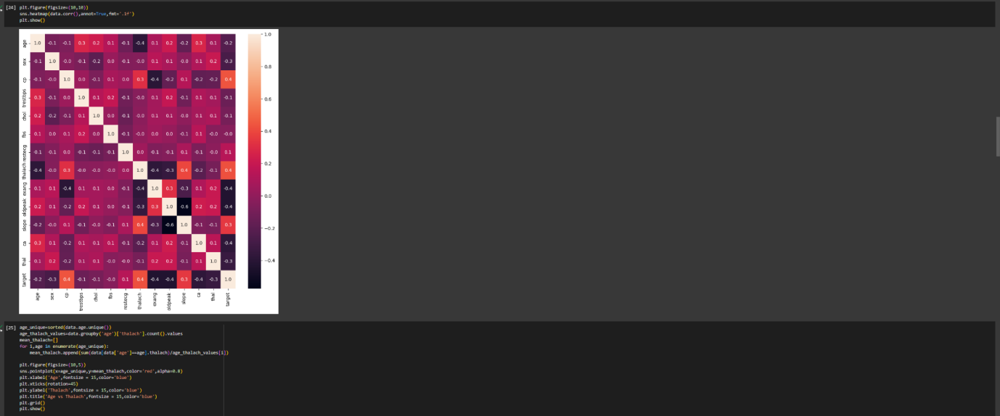 [24] plt.figure(figsize=(10,10))
sns.heatmap(data.corr(),annot=True,fmt='.1f')
plt.show()
age 1.0 -0.1 -0.1 0.3 0.2 0.1 -0.1 -0.4 0.1 0.2 -0.2 0.3 0.1 -0.2
sex -0.1 1.0 -0.0 -0.1 -0.2 0.0 -0.1 -0.0 0.1 0.1 -0.0 0.1 0.2 -0.3
cp -0.1 -0.0 1.0 0.0 -0.1 0.1 0.0 0.3 -0.4 -0.2 0.1 -0.2 -0.2 0.4
trestbps 0.3 -0.1 0.0 1.0 0.1 0.2 -0.1 -0.0 0.1 0.2 -0.1 0.1 0.1 -0.1
chol 0.2 -0.2 -0.1 0.1 1.0 0.0 -0.1 -0.0 0.1 0.1 -0.0 0.1 0.1 -0.1
fbs 0.1 0.0 0.1 0.2 0.0 1.0 -0.1 -0.0 0.0 0.0 -0.1 0.1 -0.0 -0.0
restecg -0.1 -0.1 0.0 -0.1 -0.1 -0.1 1.0 0.0 -0.1 -0.1 0.1 -0.1 -0.0 0.1
thalach -0.4 -0.0 0.3 -0.0 -0.0 -0.0 0.0 1.0 -0.4 -0.3 0.4 -0.2 -0.1 0.4
exang 0.1 0.1 -0.4 0.1 0.1 0.0 -0.1 -0.4 1.0 0.3 -0.3 0.1 0.2 -0.4
oldpeak 0.2 0.1 -0.2 0.2 0.1 0.0 -0.1 -0.3 0.3 1.0 -0.6 0.2 0.2 -0.4
slope -0.2 -0.0 0.1 -0.1 -0.0 -0.1 0.1 0.4 -0.3 -0.6 1.0 -0.1 -0.1 0.3
ca 0.3 0.1 -0.2 0.1 0.1 0.1 -0.1 -0.2 0.1 0.2 -0.1 1.0 0.1 -0.4
thal 0.1 0.2 -0.2 0.1 0.1 -0.0 -0.0 -0.1 0.2 0.2 -0.1 0.1 1.0 -0.3
target -0.2 -0.3 0.4 -0.1 -0.1 -0.0 0.1 0.4 -0.4 -0.4 0.3 -0.4 -0.3 1.0
age sex cp trestbps chol fbs restecg thalach exang oldpeak slope ca thal target
1.0
0.8
0.6
0.4
0.2
0.0
-0.2
-0.4
[25] age_unique=sorted(data.age.unique())
age_thalach_values=data.groupby('age')['thalach'].count().values
mean_thalach=[]
for i,age in enumerate(age_unique):
    mean_thalach.append(sum(data[data['age']==age].thalach)/age_thalach_values[i])
plt.figure(figsize=(10,5))
sns.pointplot(x=age_unique,y=mean_thalach,color='red',alpha=0.8)
plt.xlabel('Age',fontsize = 15,color='blue')
plt.xticks(rotation=45)
plt.ylabel('Thalach',fontsize = 15,color='blue')
plt.title('Age vs Thalach',fontsize = 15,color='blue')
plt.grid()
plt.show()